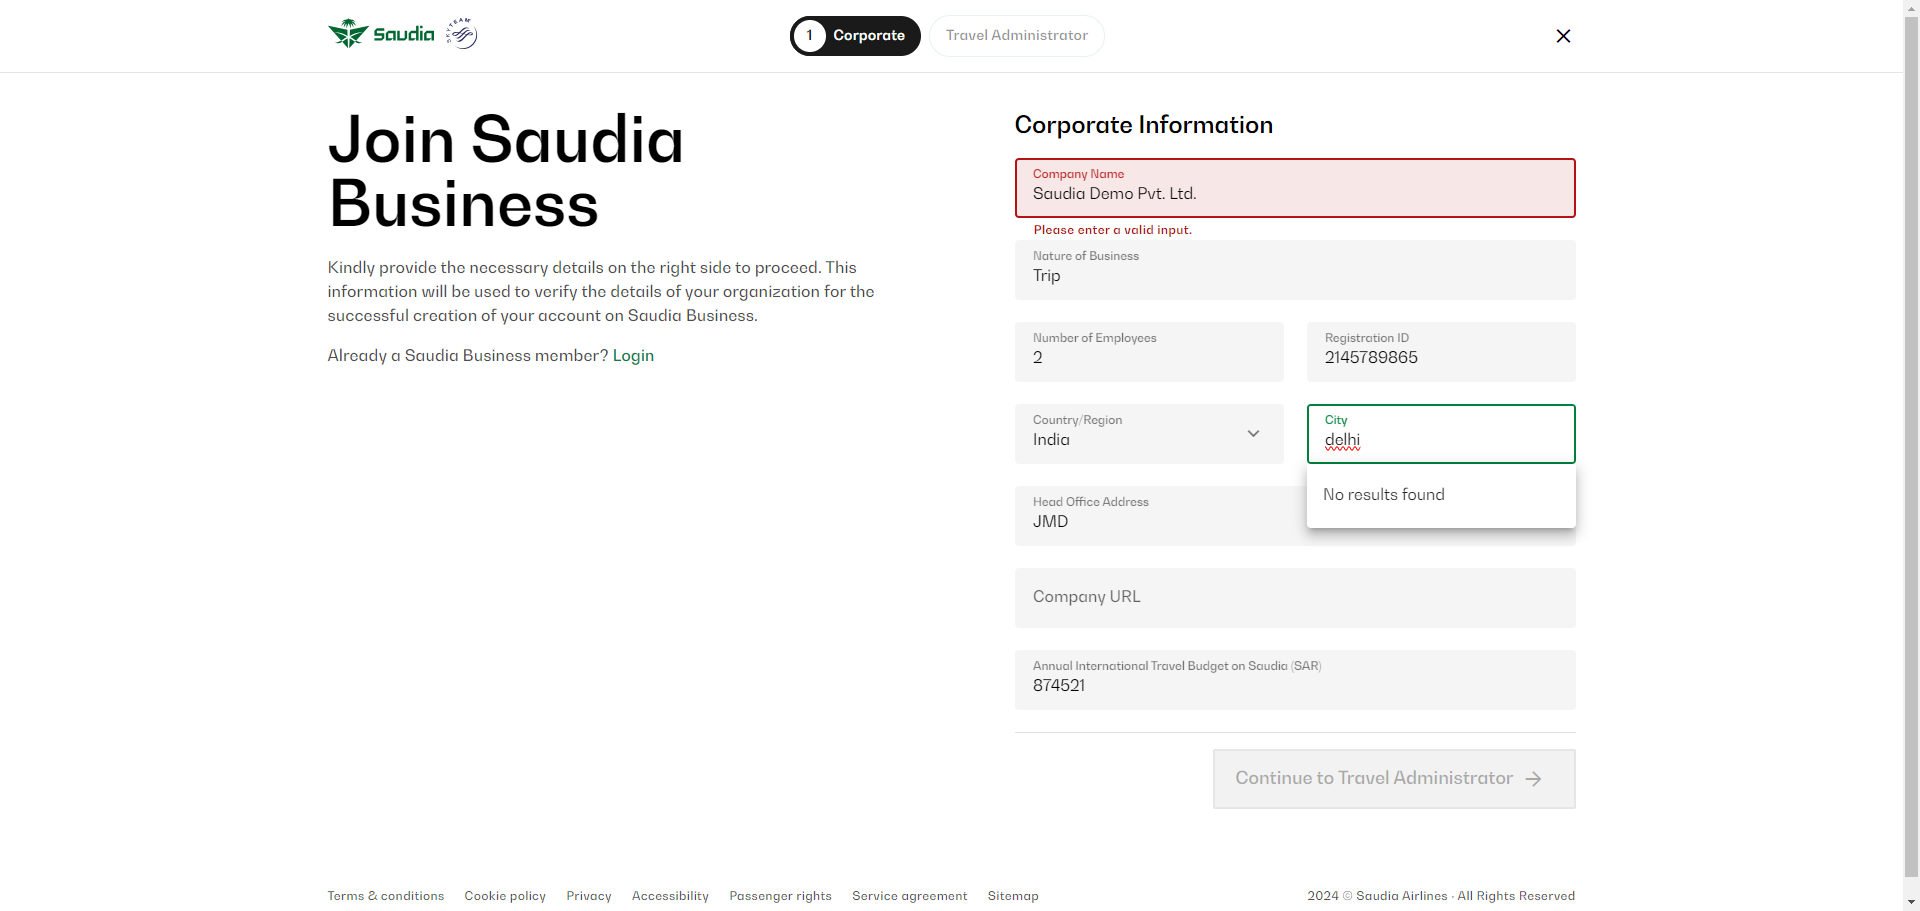 Saudia
SKYTEAM
1 Corporate
Travel Administrator
Join Saudia
Business
Kindly provide the necessary details on the right side to proceed. This
information will be used to verify the details of your organization for the
successful creation of your account on Saudia Business.
Already a Saudia Business member? Login
Corporate Information
Company Name
Saudia Demo Pvt. Ltd.
Please enter a valid input.
Nature of Business
Trip
Number of Employees
2
Registration ID
2145789865
Country/Region
India
City
delhi
No results found
Head Office Address
JMD
Company URL
Annual International Travel Budget on Saudia (SAR)
874521
Continue to Travel Administrator
Terms & conditions Cookie policy Privacy Accessibility Passenger rights Service agreement Sitemap
2024 © Saudia Airlines · All Rights Reserved